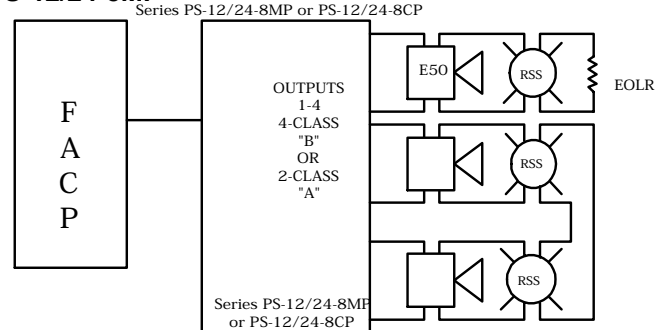 Series PS-12/24-8MP or PS-12/24-8CP
F
A
C
P
OUTPUTS
1-4
4-CLASS
"B"
OR
2-CLASS
"A"
E50
RSS
EOLR
RSS
RSS
Series PS-12/24-8MP
or PS-12/24-8CP